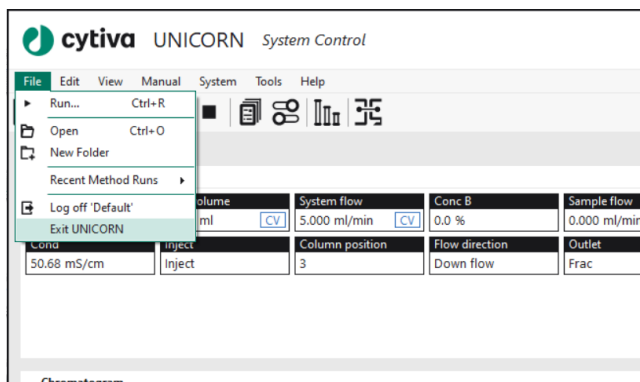 cytiva UNICORN System Control
File Edit View Manual System Tools Help
Run... Ctrl+R
Open Ctrl+O
New Folder
Recent Method Runs
Log off 'Default'
Exit UNICORN
olume System flow Conc B Sample flow
ml CV 5.000 ml/min CV 0.0 % 0.000 ml/min
Cond Inject Column position Flow direction Outlet
50.68 mS/cm Inject 3 Down flow Frac
Chromatogram